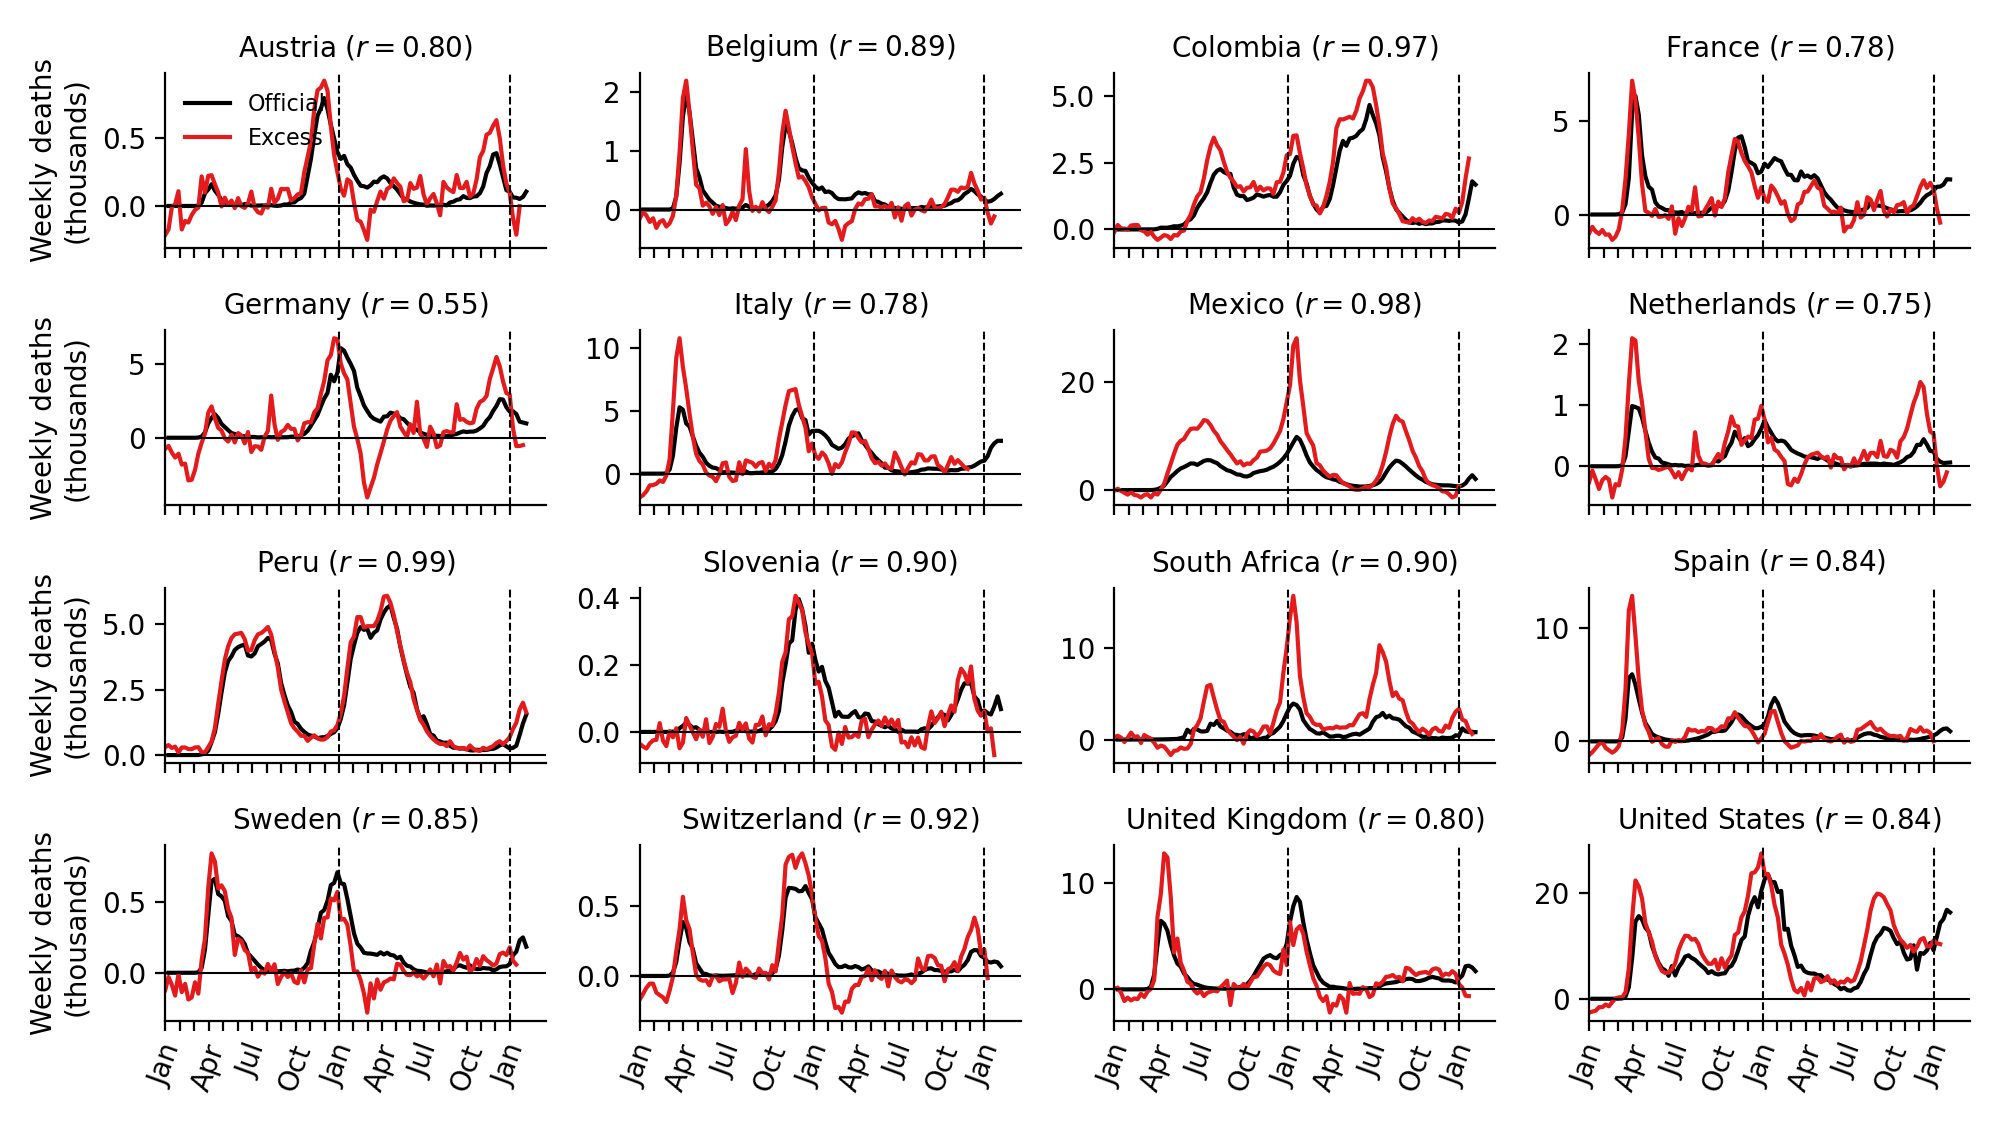 Austria (r = 0.80)
Belgium (r = 0.89)
Colombia (r = 0.97)
France (r = 0.78)
Weekly deaths
(thousands)
0.5
0.0
Official
Excess
2
1
0
5.0
2.5
0.0
5
0
Germany (r = 0.55)
Italy (r = 0.78)
Mexico (r = 0.98)
Netherlands (r = 0.75)
Weekly deaths
(thousands)
5
0
10
5
0
20
0
2
1
0
Peru (r = 0.99)
Slovenia (r = 0.90)
South Africa (r = 0.90)
Spain (r = 0.84)
Weekly deaths
(thousands)
5.0
2.5
0.0
0.4
0.2
0.0
10
0
10
0
Sweden (r = 0.85)
Switzerland (r = 0.92)
United Kingdom (r = 0.80)
United States (r = 0.84)
Weekly deaths
(thousands)
0.5
0.0
0.5
0.0
10
0
20
0
Jan Apr Jul Oct Jan Apr Jul Oct Jan
Jan Apr Jul Oct Jan Apr Jul Oct Jan
Jan Apr Jul Oct Jan Apr Jul Oct Jan
Jan Apr Jul Oct Jan Apr Jul Oct Jan